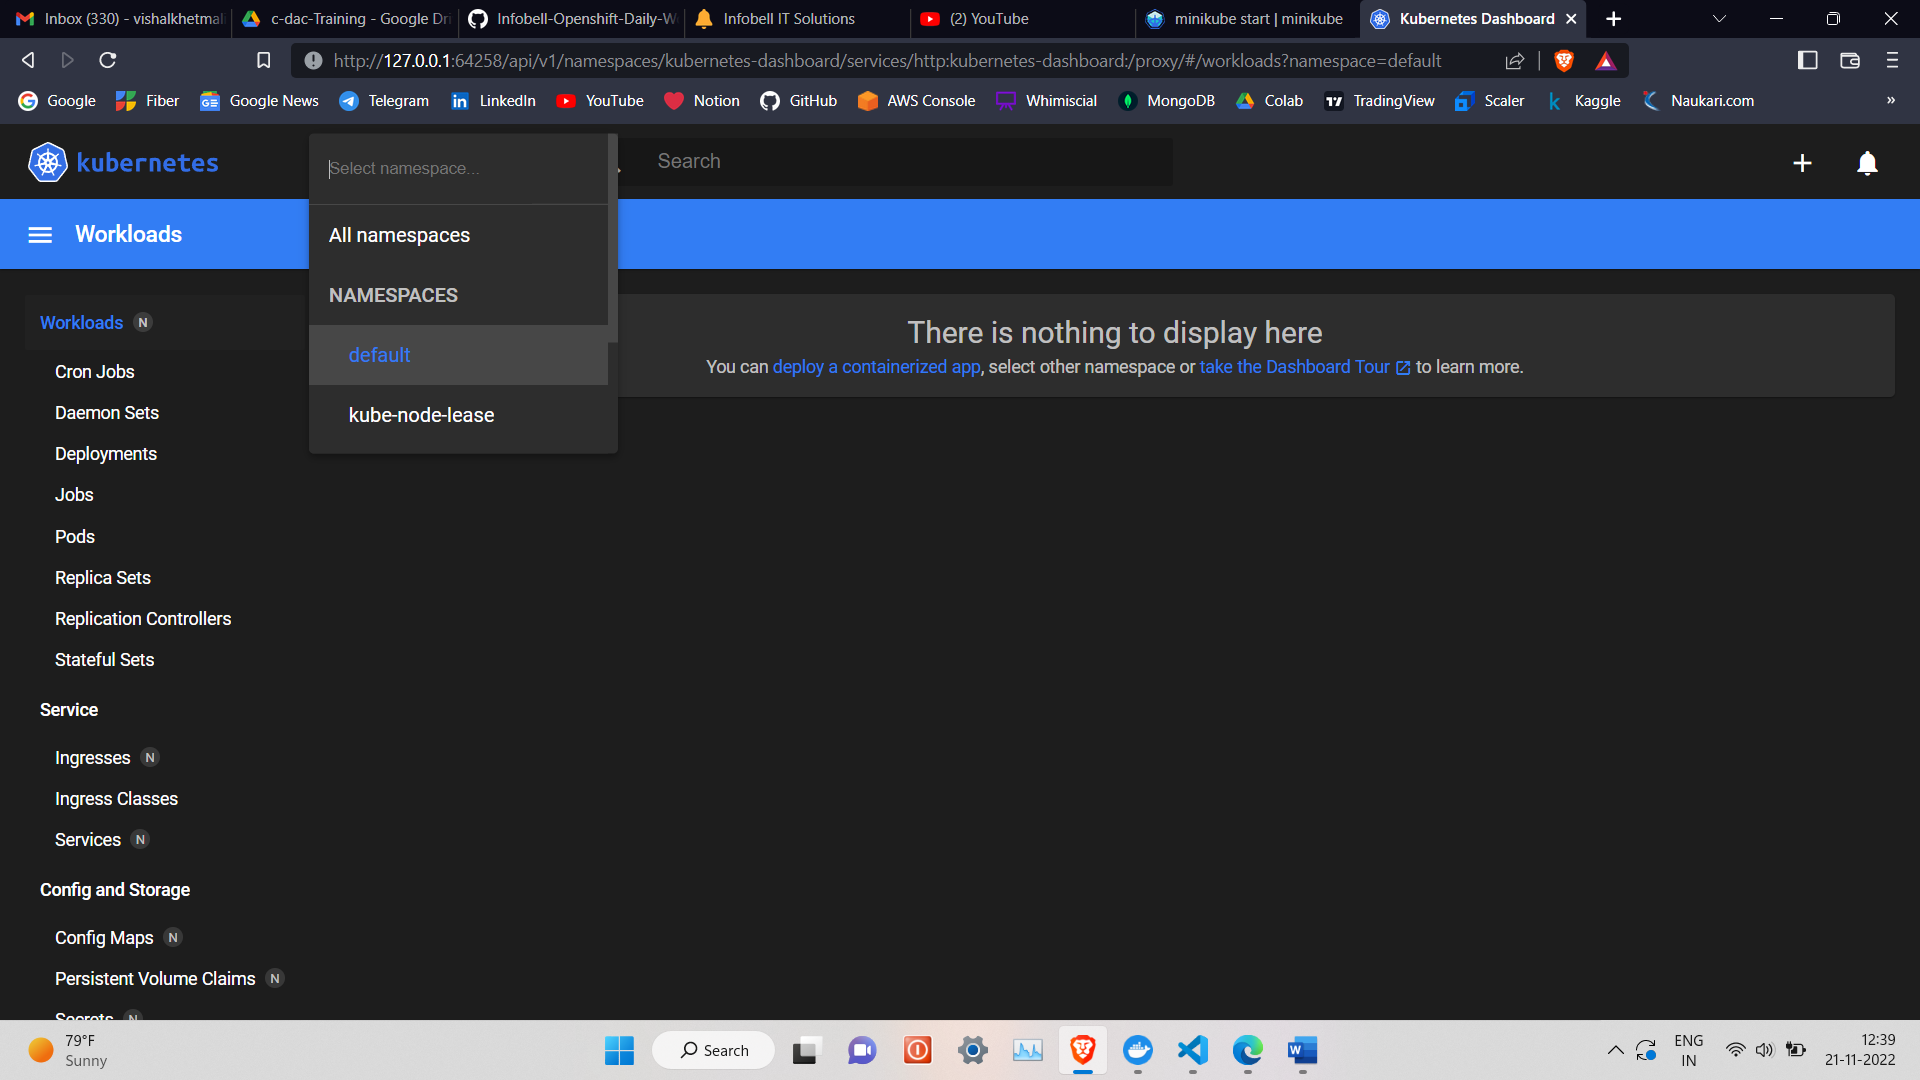 Inbox (330) - vishalkhetmali
c-dac-Training - Google Dri
Infobell-Openshift-Daily-W
Infobell IT Solutions
(2) YouTube
minikube start | minikube
Kubernetes Dashboard
http://127.0.0.1:64258/api/v1/namespaces/kubernetes-dashboard/services/http:kubernetes-dashboard:/proxy/#/workloads?namespace=default
Google
Fiber
Google News
Telegram
LinkedIn
YouTube
Notion
GitHub
AWS Console
Whimiscial
MongoDB
Colab
TradingView
Scaler
Kaggle
Naukari.com
»
kubernetes
Select namespace...
Search
Workloads
All namespaces
NAMESPACES
default
kube-node-lease
There is nothing to display here
You can deploy a containerized app, select other namespace or take the Dashboard Tour to learn more.
Workloads N
Cron Jobs
Daemon Sets
Deployments
Jobs
Pods
Replica Sets
Replication Controllers
Stateful Sets
Service
Ingresses N
Ingress Classes
Services N
Config and Storage
Config Maps N
Persistent Volume Claims N
Secrets N
79°F
Sunny
Search
ENG
IN
12:39
21-11-2022